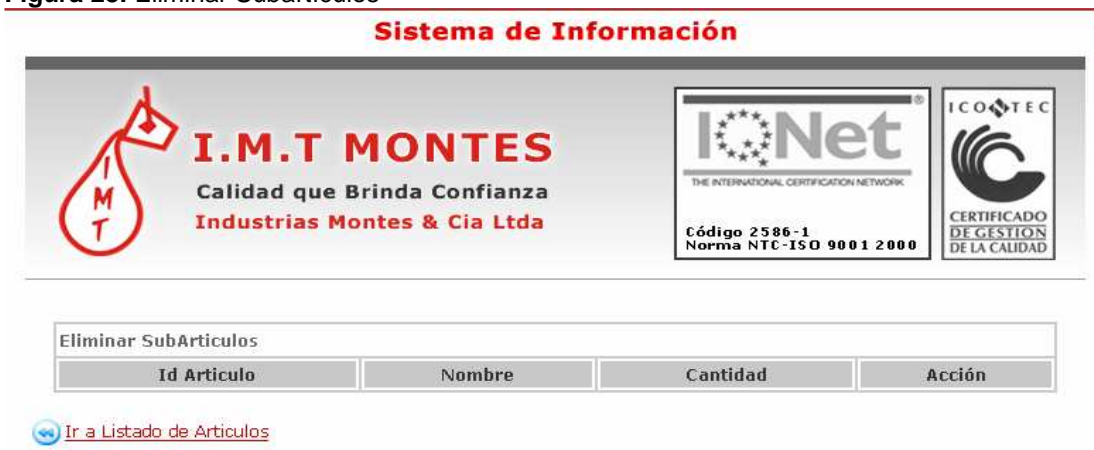 Sistema de Información
I.M.T MONTES
Calidad que Brinda Confianza
Industrias Montes & Cia Ltda
I
M
T
IQNet ®
THE INTERNATIONAL CERTIFICATION NETWORK
Código 2586-1
Norma NTC-ISO 9001 2000
ICONTEC
CERTIFICADO
DE GESTION
DE LA CALIDAD
Eliminar SubArticulos
Id Articulo Nombre Cantidad Acción
Ir a Listado de Articulos